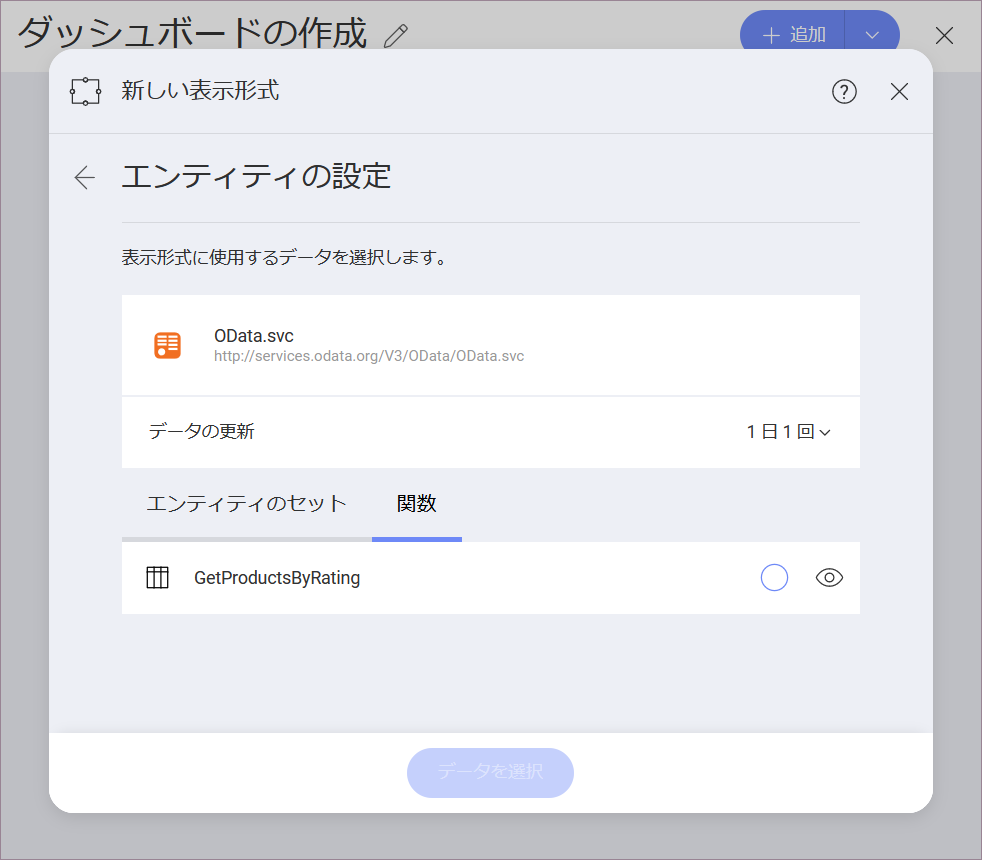 ダッシュボードの作成
追加
新しい表示形式
エンティティの設定
表示形式に使用するデータを選択します。
OData.svc
http://services.odata.org/V3/OData/OData.svc
データの更新 1 日 1 回
エンティティのセット 関数
GetProductsByRating
データを選択